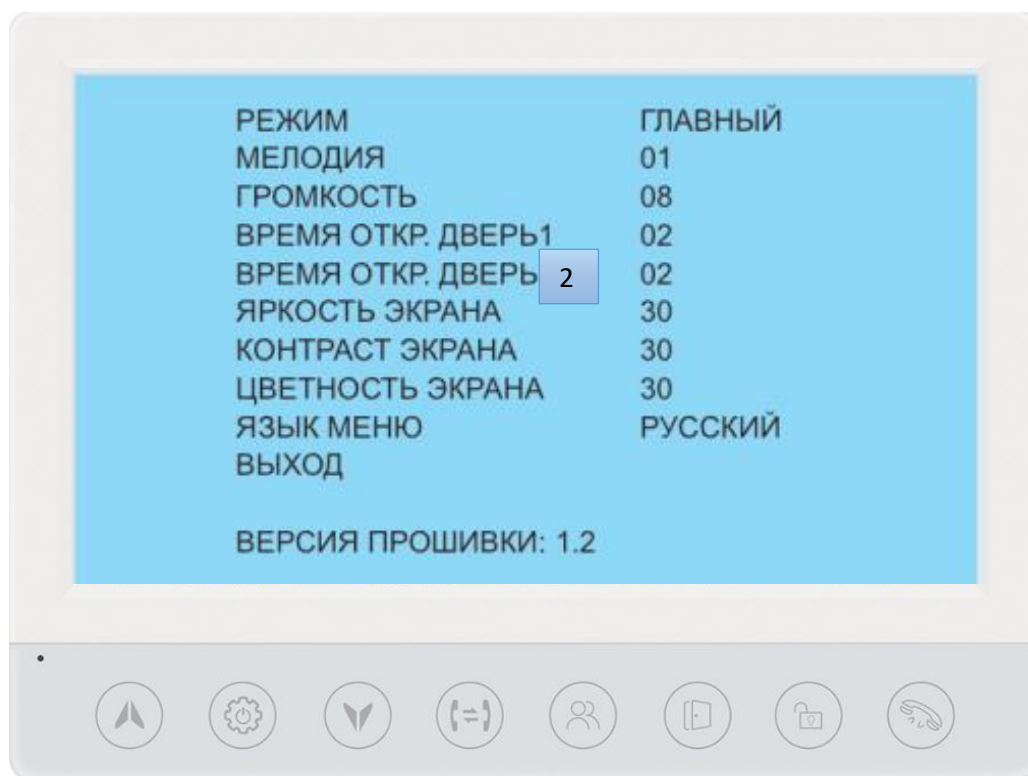 РЕЖИМ ГЛАВНЫЙ
МЕЛОДИЯ 01
ГРОМКОСТЬ 08
ВРЕМЯ ОТКР. ДВЕРЬ1 02
ВРЕМЯ ОТКР. ДВЕРЬ 2 02
ЯРКОСТЬ ЭКРАНА 30
КОНТРАСТ ЭКРАНА 30
ЦВЕТНОСТЬ ЭКРАНА 30
ЯЗЫК МЕНЮ РУССКИЙ
ВЫХОД
ВЕРСИЯ ПРОШИВКИ: 1.2